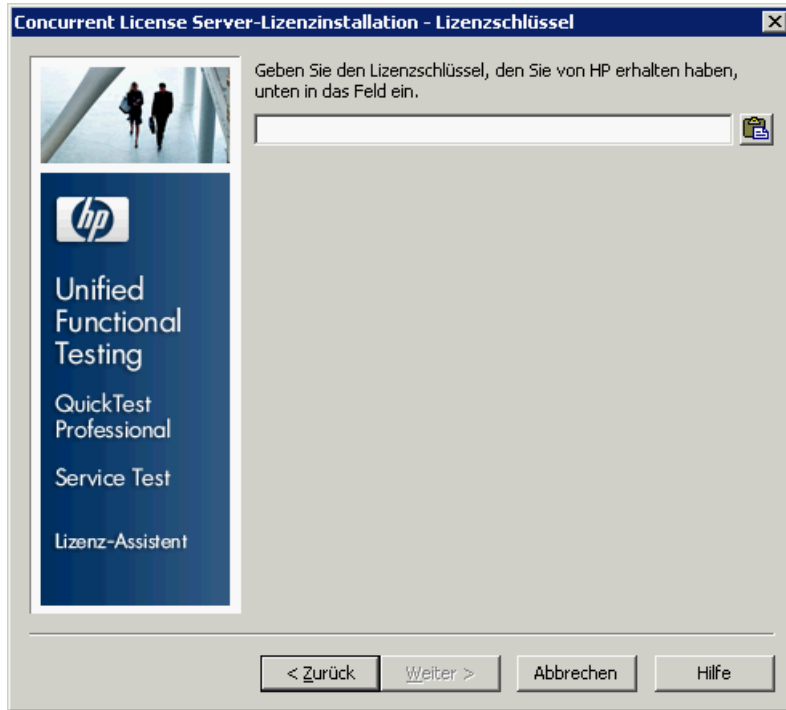 Concurrent License Server-Lizenzinstallation - Lizenzschlüssel
Geben Sie den Lizenzschlüssel, den Sie von HP erhalten haben,
unten in das Feld ein.
hp
Unified
Functional
Testing
QuickTest
Professional
Service Test
Lizenz-Assistent
< Zurück
Weiter >
Abbrechen
Hilfe